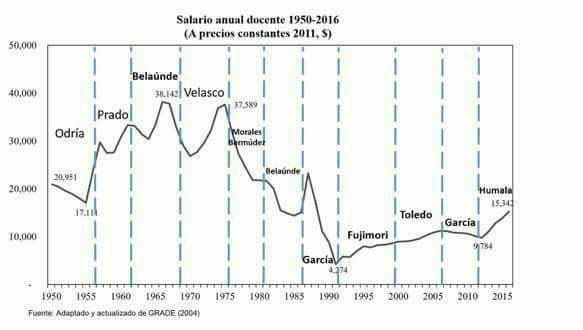 Salario anual docente 1950-2016
(A precios constantes 2011, $)
50,000
40,000
30,000
20,000
10,000
-
Odría
Prado
Belaúnde
Velasco
Morales
Bermúdez
Belaúnde
García
Fujimori
Toledo
García
Humala
20,951
17,111
38,142
37,589
4,274
9,784
15,342
1950 1955 1960 1965 1970 1975 1980 1985 1990 1995 2000 2005 2010 2015
Fuente: Adaptado y actualizado de GRADE (2004)